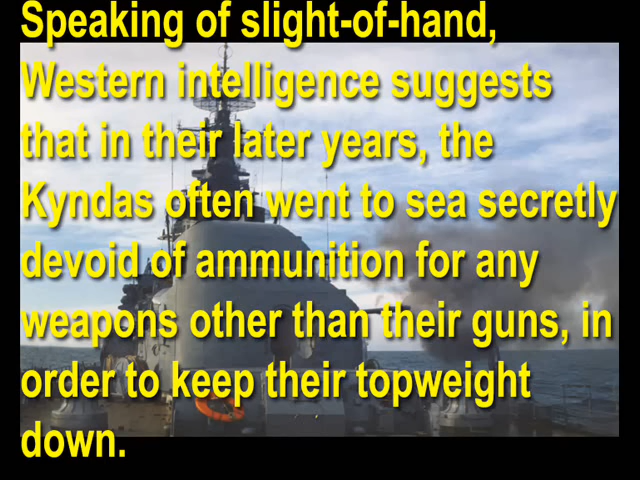 Speaking of slight-of-hand,
Western intelligence suggests
that in their later years, the
Kyndas often went to sea secretly
devoid of ammunition for any
weapons other than their guns, in
order to keep their topweight
down.